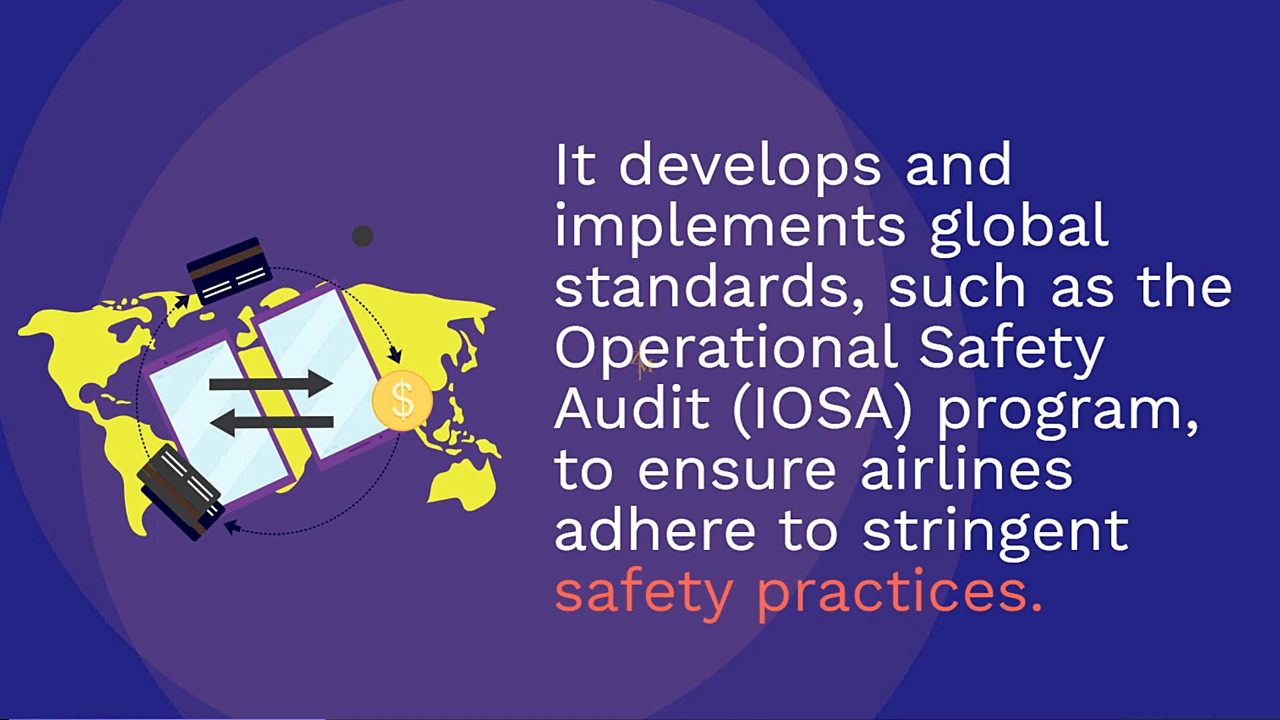 It develops and
implements global
standards, such as the
Operational Safety
Audit (IOSA) program,
to ensure airlines
adhere to stringent
safety practices.
$